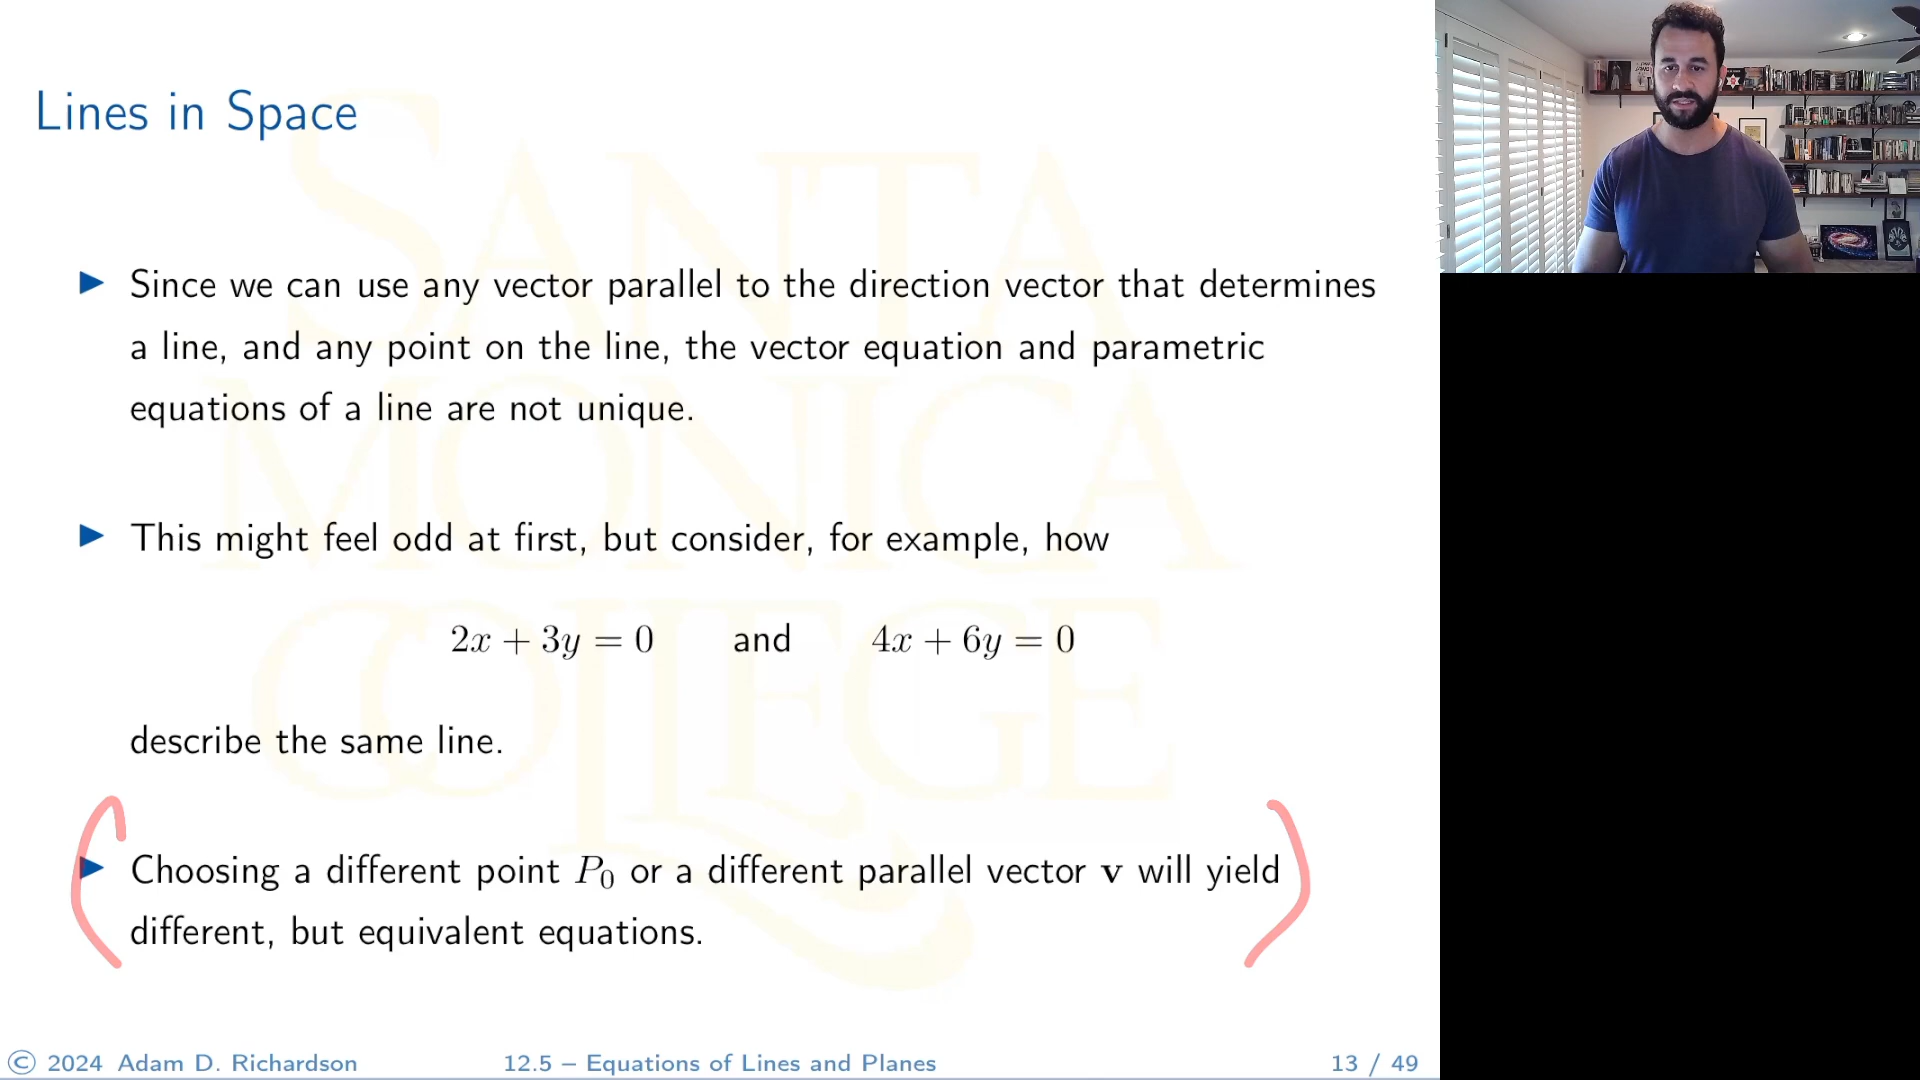 Lines in Space
SANTA
MONICA
COLLEGE
▶ Since we can use any vector parallel to the direction vector that determines
a line, and any point on the line, the vector equation and parametric
equations of a line are not unique.
▶ This might feel odd at first, but consider, for example, how
2x + 3y = 0 and 4x + 6y = 0
describe the same line.
▶ Choosing a different point P₀ or a different parallel vector v will yield
different, but equivalent equations.
© 2024 Adam D. Richardson 12.5 – Equations of Lines and Planes 13 / 49